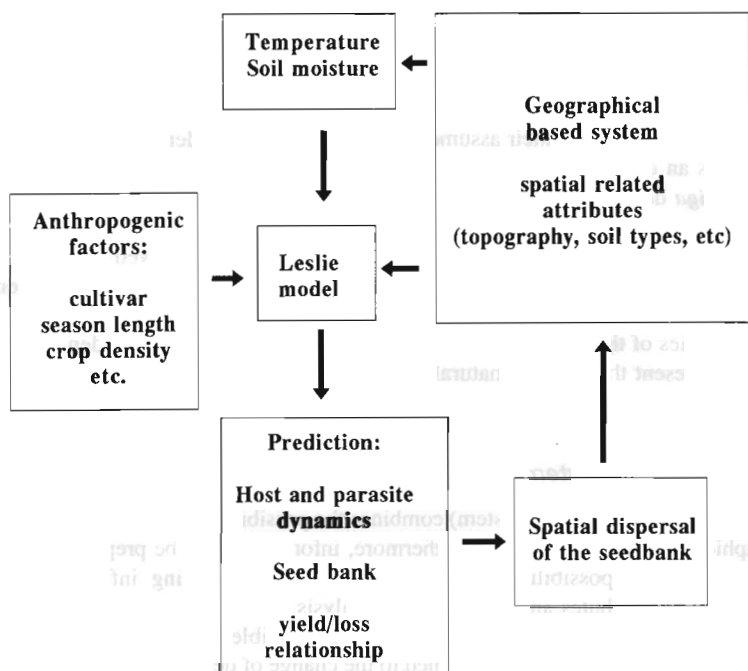 Temperature
Soil moisture
Geographical
based system
spatial related
attributes
(topography, soil types, etc)
Anthropogenic
factors:
cultivar
season length
crop density
etc.
Leslie
model
Prediction:
Host and parasite
dynamics
Seed bank
yield/loss
relationship
Spatial dispersal
of the seedbank